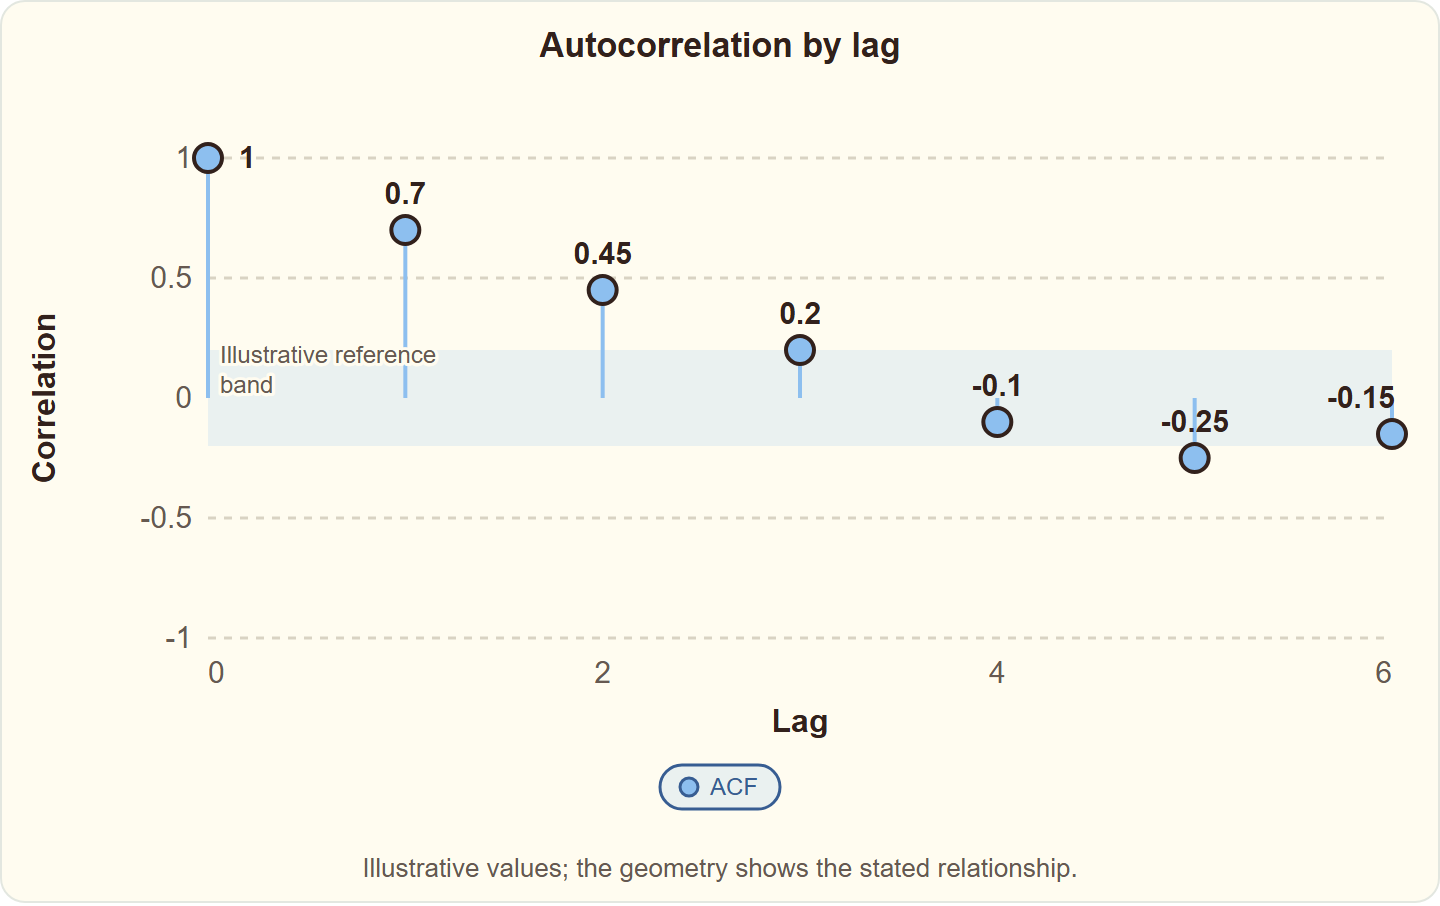 Autocorrelation by lag
1
1
0.7
0.45
0.5
0.2
Illustrative reference
band
0
-0.1
-0.25
-0.15
Correlation
-0.5
-1
0
2
4
6
Lag
ACF
Illustrative values; the geometry shows the stated relationship.